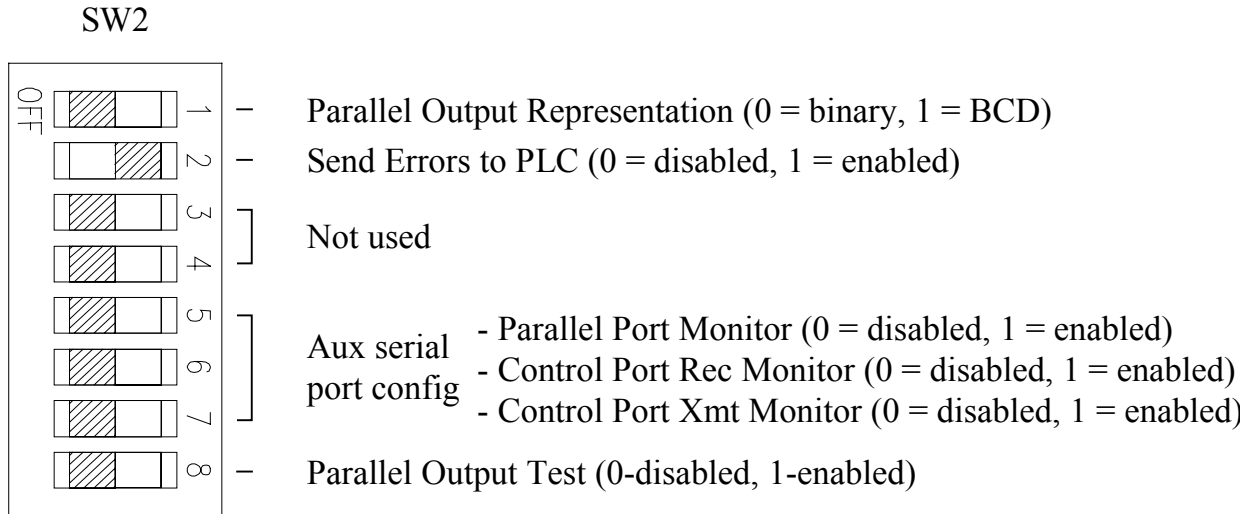 SW2
OFF
1 - Parallel Output Representation (0 = binary, 1 = BCD)
2 - Send Errors to PLC (0 = disabled, 1 = enabled)
3
Not used
4
5
Aux serial
port config
- Parallel Port Monitor (0 = disabled, 1 = enabled)
6
- Control Port Rec Monitor (0 = disabled, 1 = enabled)
7
- Control Port Xmt Monitor (0 = disabled, 1 = enabled)
8 - Parallel Output Test (0-disabled, 1-enabled)